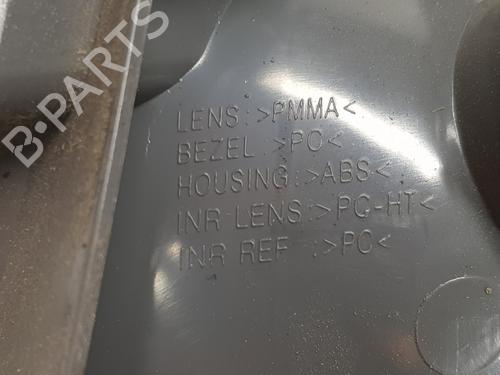 B-PARTS
LENS : >PMMA<
BEZEL : >PC<
HOUSING : >ABS<
INR LENS : >PC-HT<
INR REF : >PC<